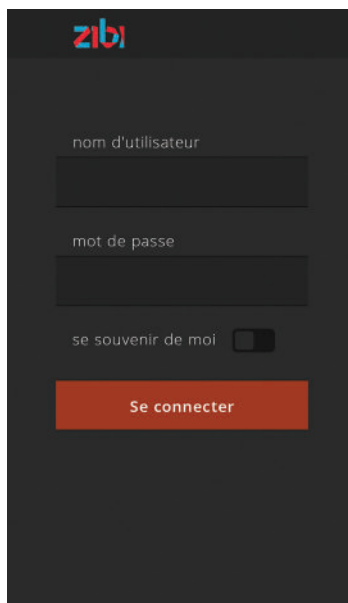 zibi
nom d'utilisateur
mot de passe
se souvenir de moi
Se connecter